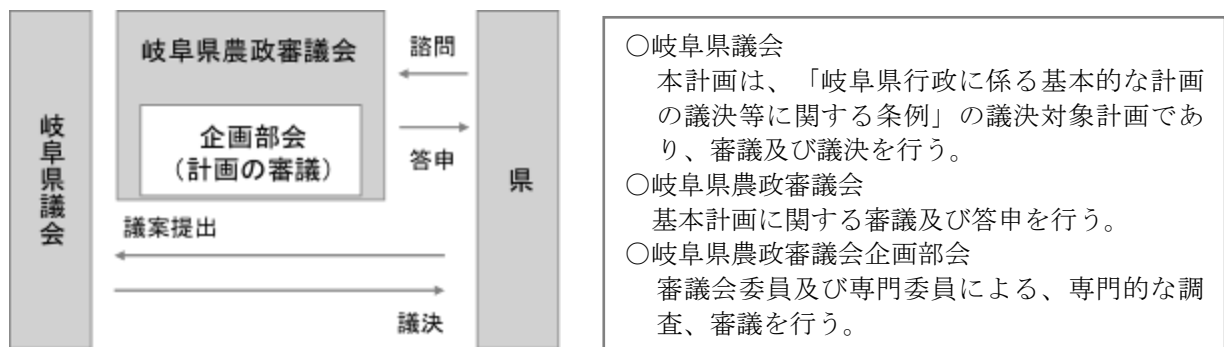 岐阜県議会
岐阜県農政審議会
企画部会
（計画の審議）
諮問
答申
県
議案提出
議決
○岐阜県議会
本計画は、「岐阜県行政に係る基本的な計画
の議決等に関する条例」の議決対象計画であ
り、審議及び議決を行う。
○岐阜県農政審議会
基本計画に関する審議及び答申を行う。
○岐阜県農政審議会企画部会
審議会委員及び専門委員による、専門的な調
査、審議を行う。